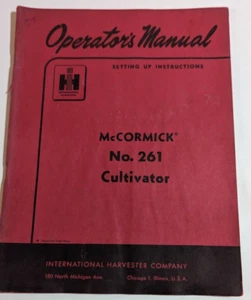 Operator's Manual
SETTING UP INSTRUCTIONS
IH
McCORMICK
No. 261
Cultivator
INTERNATIONAL HARVESTER COMPANY
180 North Michigan Ave. Chicago 1, Illinois, U. S. A.